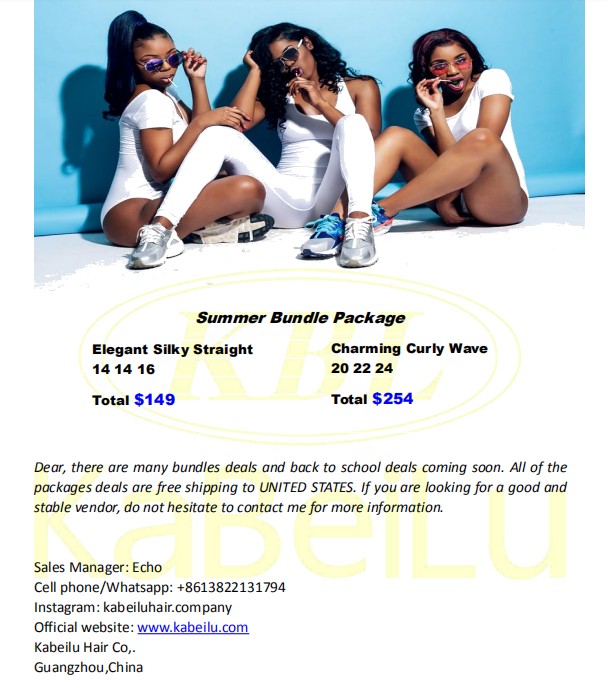 Summer Bundle Package
Elegant Silky Straight
14 14 16
Total $149
Charming Curly Wave
20 22 24
Total $254
KBL
Dear, there are many bundles deals and back to school deals coming soon. All of the
packages deals are free shipping to UNITED STATES. If you are looking for a good and
stable vendor, do not hesitate to contact me for more information.
KaBeiLu
Sales Manager: Echo
Cell phone/Whatsapp: +8613822131794
Instagram: kabeiluhair.company
Official website: www.kabeilu.com
Kabeilu Hair Co,.
Guangzhou,China